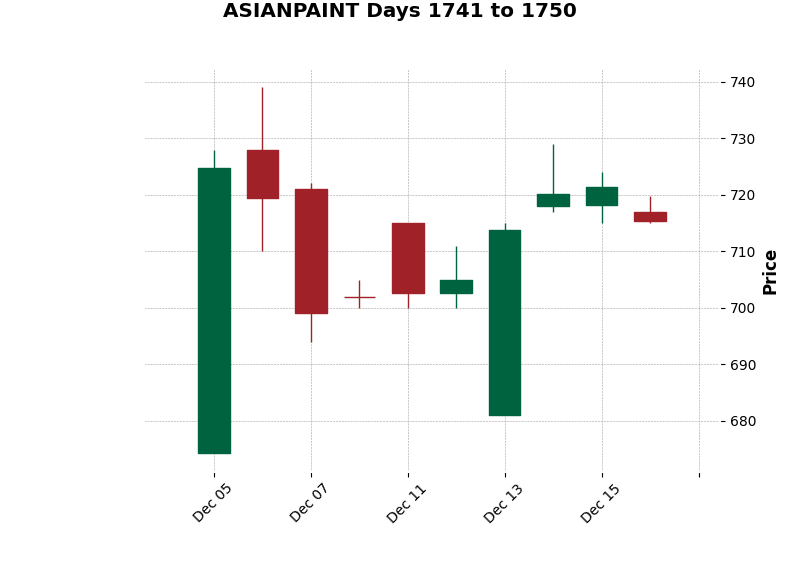 ASIANPAINT Days 1741 to 1750
740
730
720
710
700
690
680
Price
Dec 05
Dec 07
Dec 11
Dec 13
Dec 15